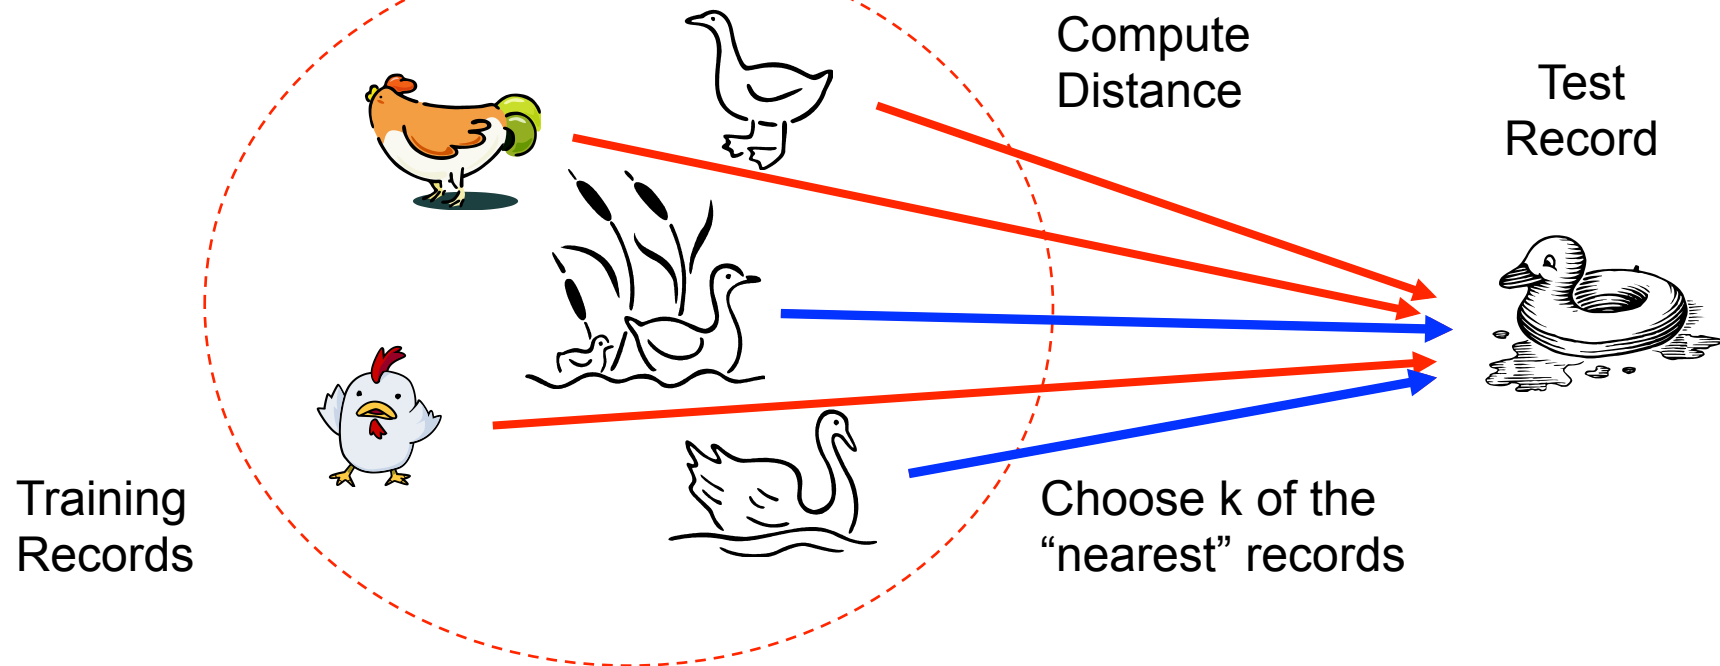 Compute
Distance
Test
Record
Training
Records
Choose k of the
“nearest” records